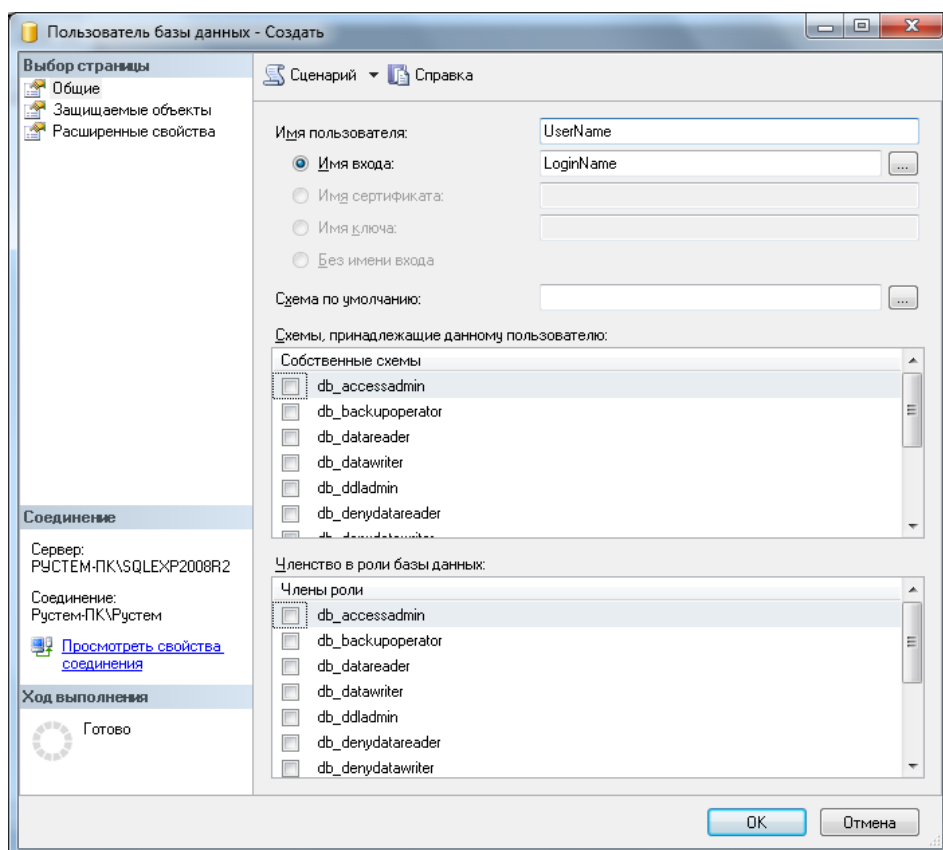 Пользователь базы данных - Создать
Выбор страницы
Общие
Защищаемые объекты
Расширенные свойства
Сценарий
Справка
Имя пользователя:
UserName
Имя входа:
LoginName
...
Имя сертификата:
Имя ключа:
Без имени входа
Схема по умолчанию:
...
Схемы, принадлежащие данному пользователю:
Собственные схемы
db_accessadmin
db_backupoperator
db_datareader
db_datawriter
db_ddladmin
db_denydatareader
Членство в роли базы данных:
Члены роли
db_accessadmin
db_backupoperator
db_datareader
db_datawriter
db_ddladmin
db_denydatareader
db_denydatawriter
Соединение
Сервер:
РУСТЕМ-ПК\SQLEXP2008R2
Соединение:
Рустем-ПК\Рустем
Просмотреть свойства
соединения
Ход выполнения
Готово
OK
Отмена